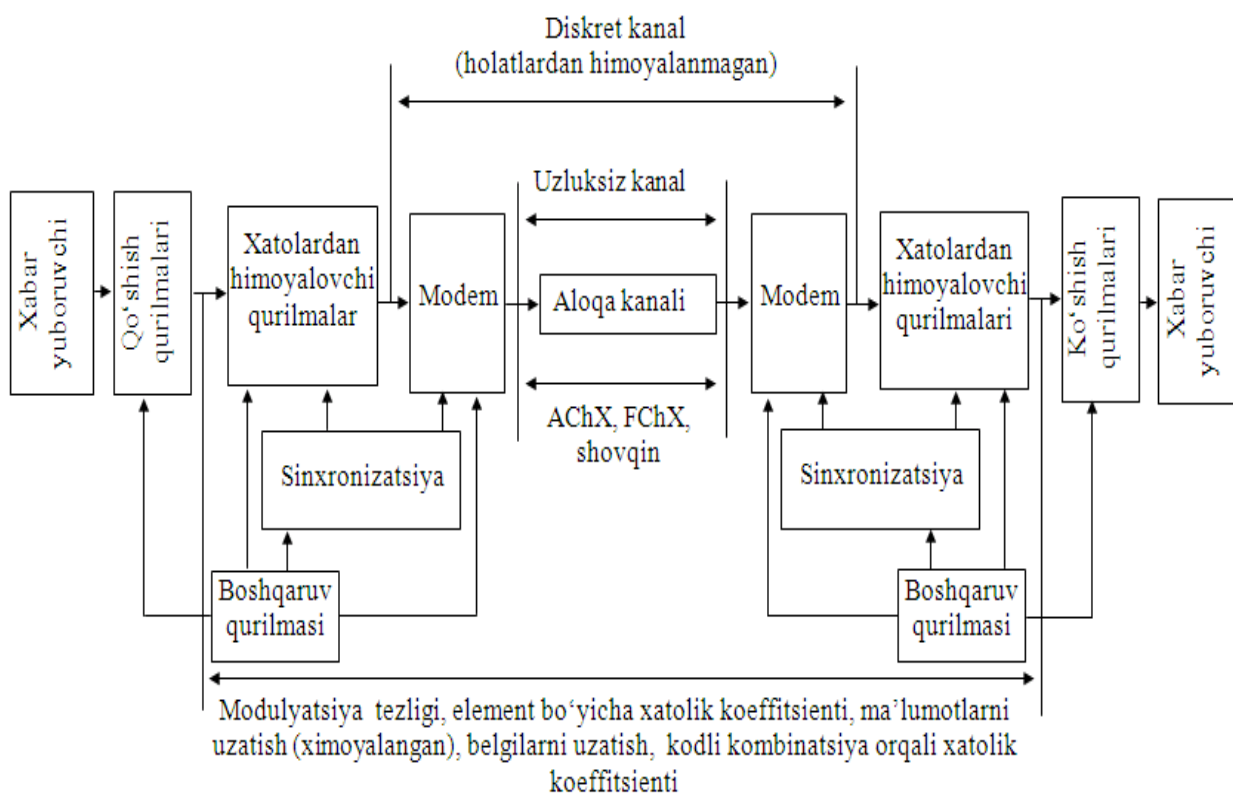 Diskret kanal
(holatlardan himoyalanmagan)
Uzluksiz kanal
Xabar
yuboruvchi
Qo‘shish
qurilmalari
Xatolardan
himoyalovchi
qurilmalar
Modem
Aloqa kanali
Modem
Xatolardan
himoyalovchi
qurilmalari
Ko‘shish
qurilmalari
Xabar
yuboruvchi
AChX, FChX,
shovqin
Sinxronizatsiya
Sinxronizatsiya
Boshqaruv
qurilmasi
Boshqaruv
qurilmasi
Modulyatsiya tezligi, element bo‘yicha xatolik koeffitsienti, ma’lumotlarni
uzatish (ximoyalangan), belgilarni uzatish, kodli kombinatsiya orqali xatolik
koeffitsienti